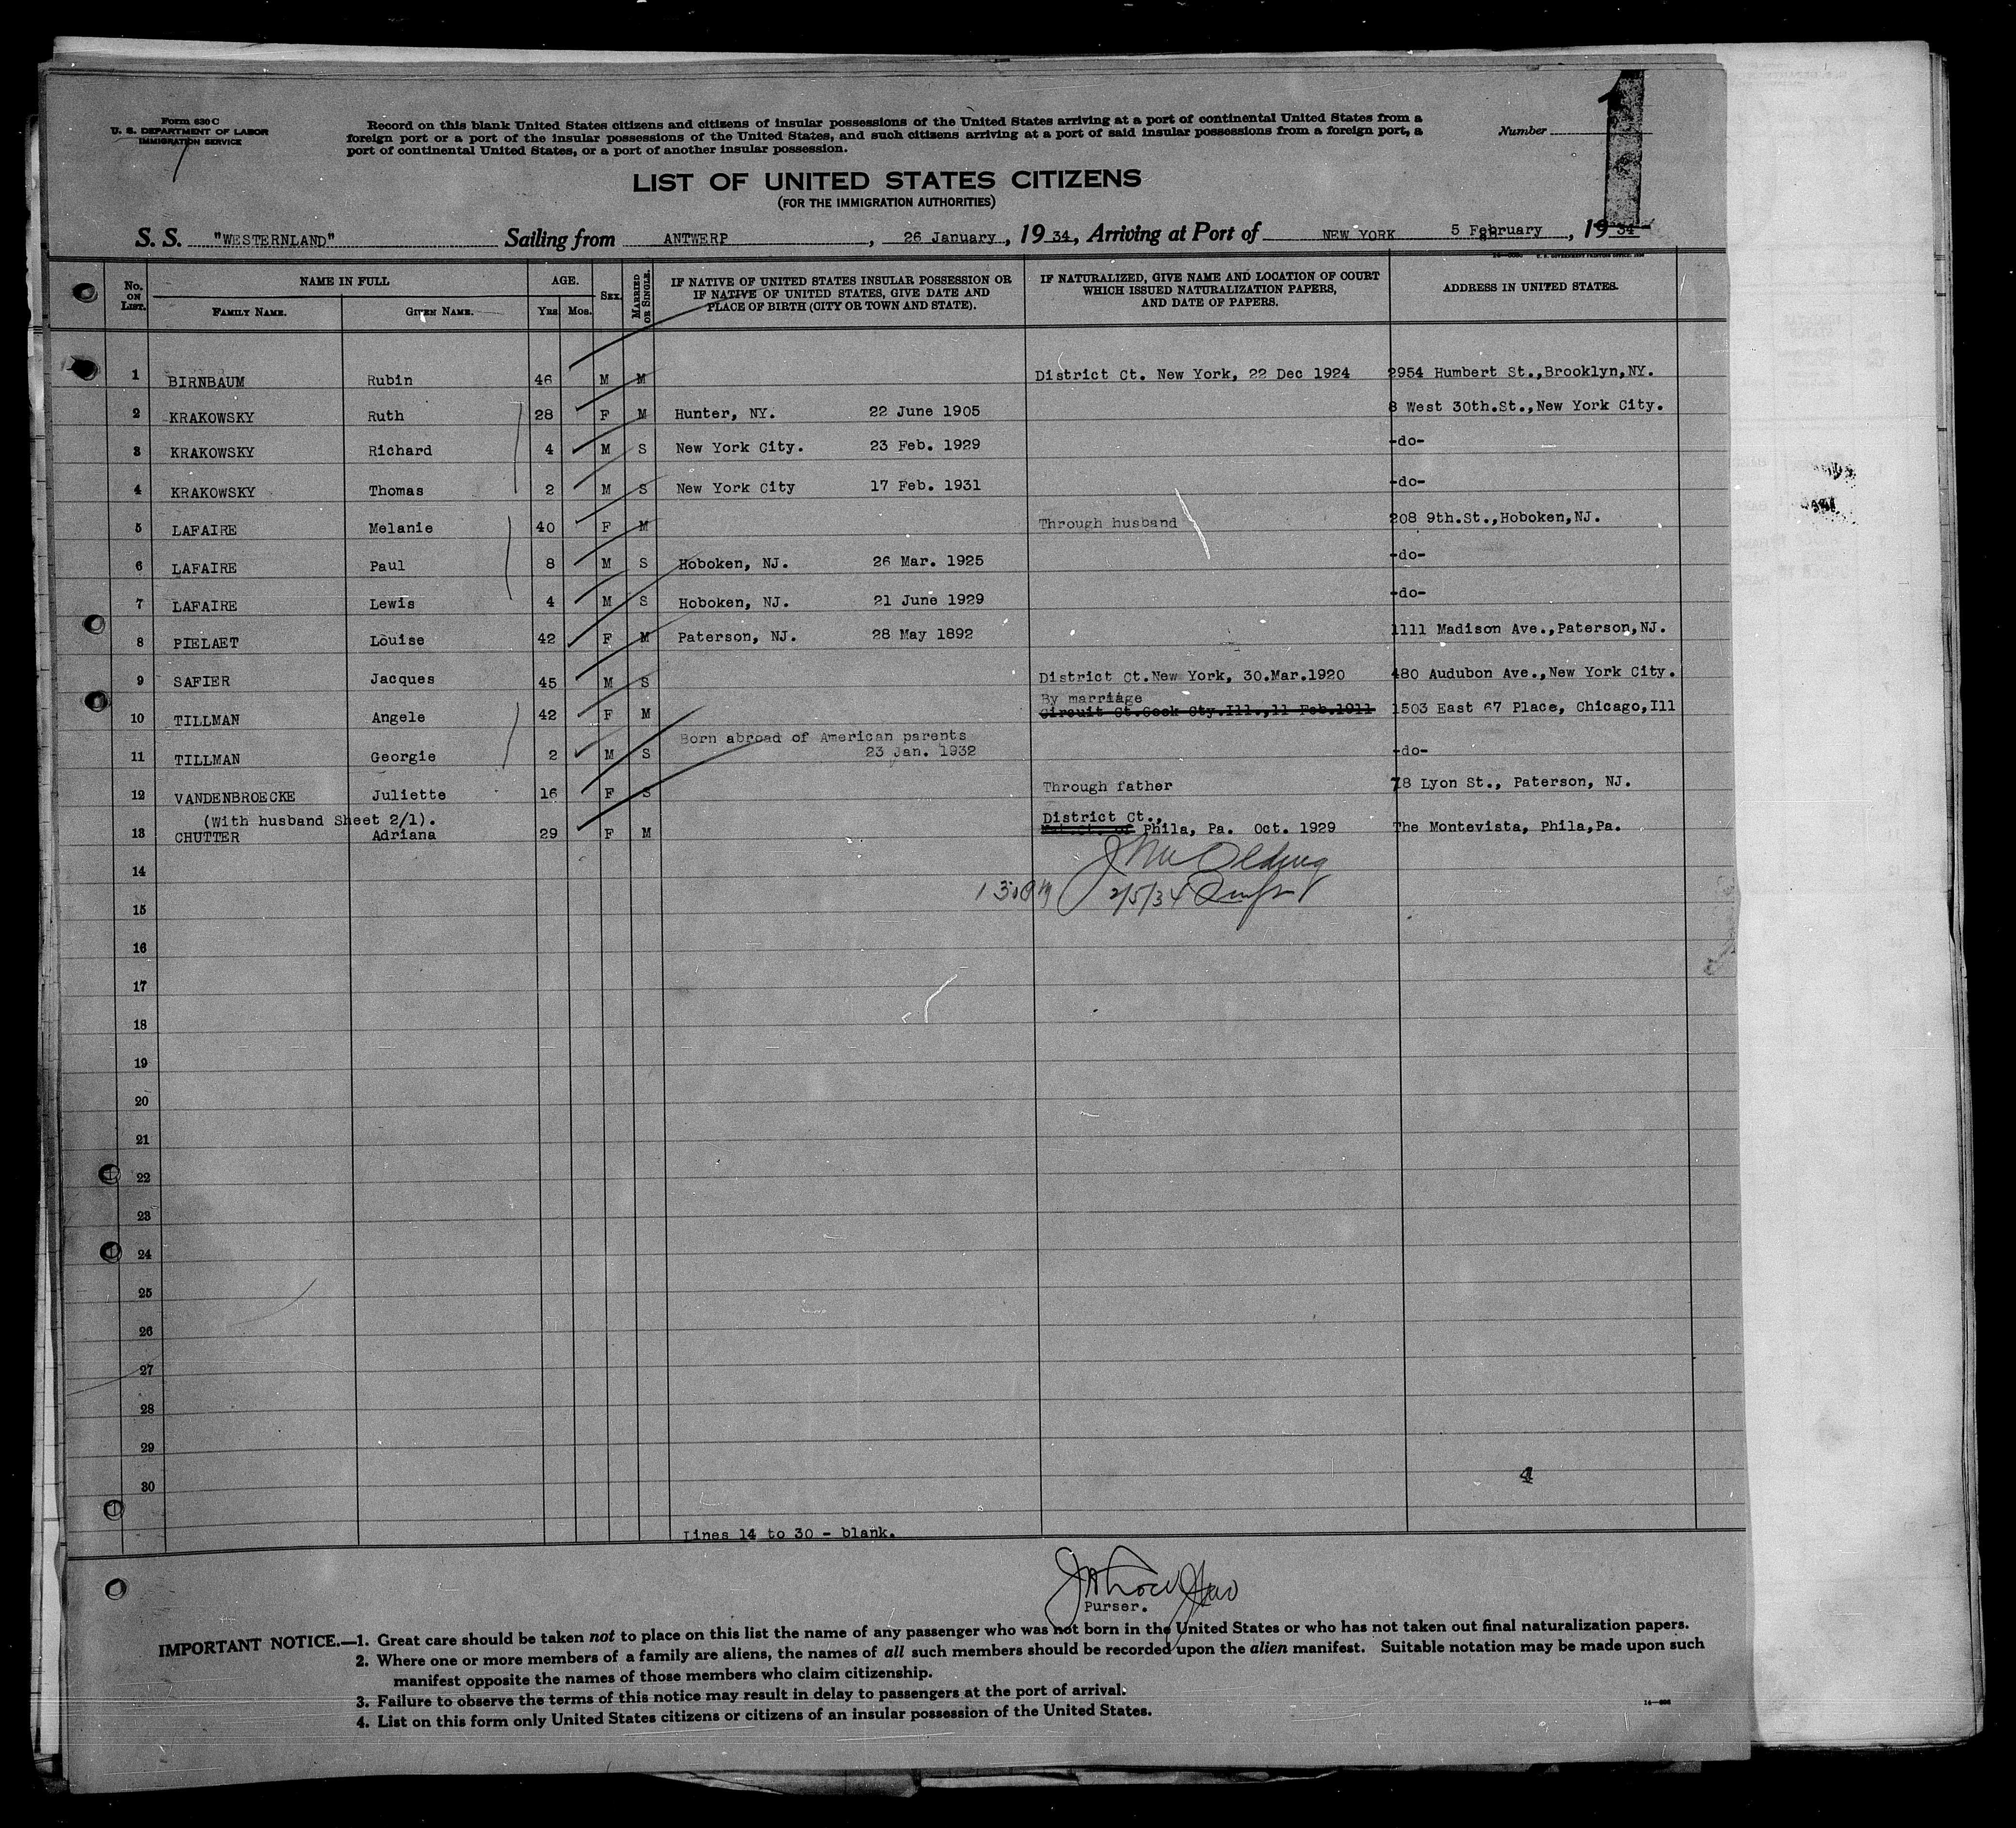 Form 630 C
U. S. DEPARTMENT OF LABOR
IMMIGRATION SERVICE
Record on this blank United States citizens and citizens of insular possessions of the United States arriving at a port of continental United States from a
foreign port or a port of the insular possessions of the United States, and such citizens arriving at a port of said insular possessions from a foreign port, a
port of continental United States, or a port of another insular possession.
Number
1
LIST OF UNITED STATES CITIZENS
(FOR THE IMMIGRATION AUTHORITIES)
S. S. "WESTERNLAND" Sailing from ANTWERP, 26 January, 19 34, Arriving at Port of NEW YORK 5 February, 19 34
No. ON LIST. NAME IN FULL AGE. SEX. MARRIED OR SINGLE. IF NATIVE OF UNITED STATES INSULAR POSSESSION OR IF NATIVE OF UNITED STATES, GIVE DATE AND PLACE OF BIRTH (CITY OR TOWN AND STATE). IF NATURALIZED, GIVE NAME AND LOCATION OF COURT WHICH ISSUED NATURALIZATION PAPERS, AND DATE OF PAPERS. ADDRESS IN UNITED STATES.
FAMILY NAME. GIVEN NAME. YRS. MOS.
1 BIRNBAUM Rubin 46 M M District Ct. New York, 22 Dec 1924 2954 Humbert St.,Brooklyn,NY.
2 KRAKOWSKY Ruth 28 F M Hunter, NY. 22 June 1905 8 West 30th.St.,New York City.
3 KRAKOWSKY Richard 4 M S New York City. 23 Feb. 1929 -do-
4 KRAKOWSKY Thomas 2 M S New York City 17 Feb. 1931 -do-
5 LAFAIRE Melanie 40 F M Through husband 208 9th.St.,Hoboken,NJ.
6 LAFAIRE Paul 8 M S Hoboken, NJ. 26 Mar. 1925 -do-
7 LAFAIRE Lewis 4 M S Hoboken, NJ. 21 June 1929 -do-
8 PIELAET Louise 42 F M Paterson, NJ. 28 May 1892 1111 Madison Ave.,Paterson,NJ.
9 SAFIER Jacques 45 M S District Ct.New York, 30.Mar.1920 480 Audubon Ave.,New York City.
By marriage
10 TILLMAN Angele 42 F M Circuit Ct.Cook Cty.Ill.,11 Feb.1911 1503 East 67 Place, Chicago,Ill
Born abroad of American parents
11 TILLMAN Georgie 2 M S 23 Jan. 1932 -do-
12 VANDENBROECKE Juliette 16 F S Through father 78 Lyon St., Paterson, NJ.
(With husband Sheet 2/1). District Ct.,
13 CHUTTER Adriana 29 F M Phila, Pa. Oct. 1929 The Montevista, Phila,Pa.
14
2/5/34
15
16
17
18
19
20
21
22
23
24
25
26
27
28
29
30
4
Lines 14 to 30 - blank.
Purser.
IMPORTANT NOTICE.—1. Great care should be taken not to place on this list the name of any passenger who was not born in the United States or who has not taken out final naturalization papers.
2. Where one or more members of a family are aliens, the names of all such members should be recorded upon the alien manifest. Suitable notation may be made upon such
manifest opposite the names of those members who claim citizenship.
3. Failure to observe the terms of this notice may result in delay to passengers at the port of arrival.
4. List on this form only United States citizens or citizens of an insular possession of the United States.